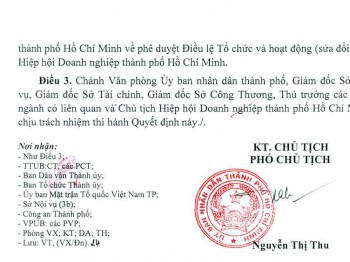 thành phố Hồ Chí Minh về phê duyệt Điều lệ Tổ chức và hoạt động (sửa đổi
Hiệp hội Doanh nghiệp thành phố Hồ Chí Minh.
Điều 3. Chánh Văn phòng Ủy ban nhân dân thành phố, Giám đốc Sở
vụ, Giám đốc Sở Tài chính, Giám đốc Sở Công Thương, Thủ trưởng các
ngành có liên quan và Chủ tịch Hiệp hội Doanh nghiệp thành phố Hồ Chí M
chịu trách nhiệm thi hành Quyết định này./.
Nơi nhận:
- Như Điều 3;
- TTUB:CT, các PCT;
- Ban Dân vận Thành ủy;
- Ban Tổ chức Thành ủy;
- Ủy ban Mặt trận Tổ quốc Việt Nam TP;
- Sở Nội vụ (3b);
- Công an Thành phố;
- VPUB: các PVP;
- Phòng VX; KT; DA; TH;
- Lưu: VT, (VX/Đn).
KT. CHỦ TỊCH
PHÓ CHỦ TỊCH
ỦY BAN NHÂN DÂN THÀNH PHỐ HỒ CHÍ MINH
Nguyễn Thị Thu